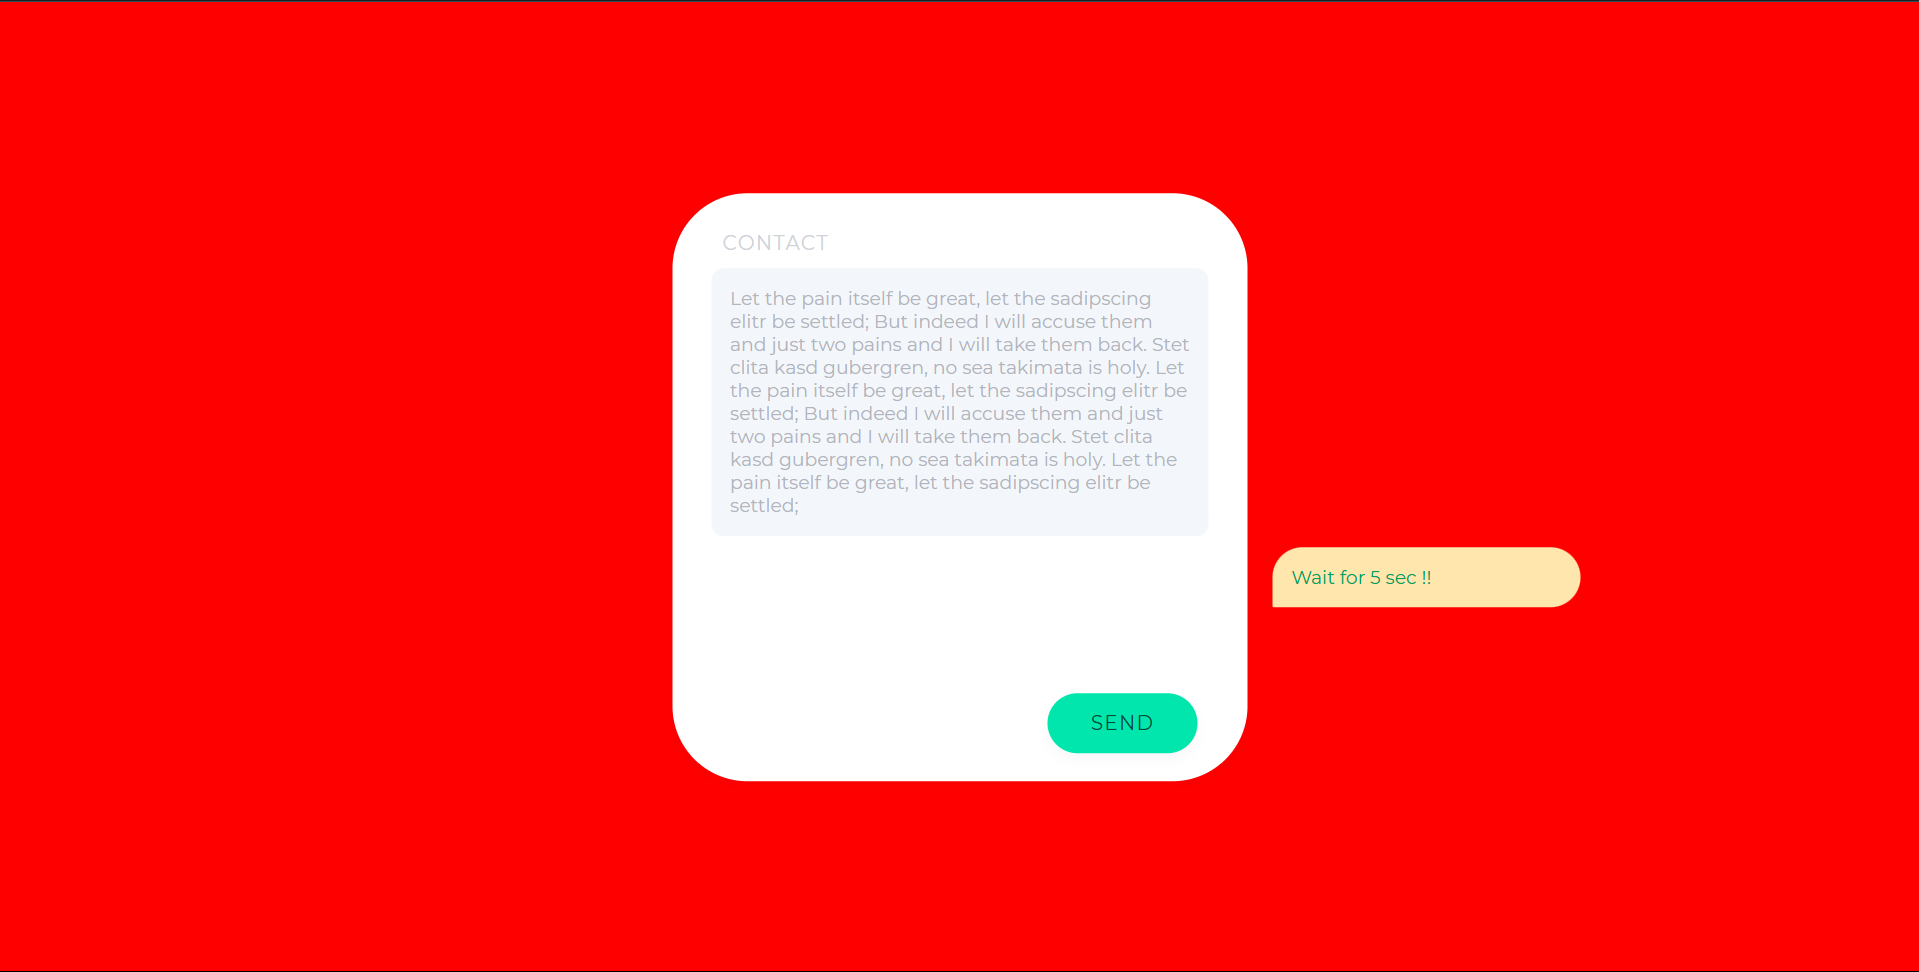 CONTACT
Let the pain itself be great, let the sadipscing
elitr be settled; But indeed I will accuse them
and just two pains and I will take them back. Stet
clita kasd gubergren, no sea takimata is holy. Let
the pain itself be great, let the sadipscing elitr be
settled; But indeed I will accuse them and just
two pains and I will take them back. Stet clita
kasd gubergren, no sea takimata is holy. Let the
pain itself be great, let the sadipscing elitr be
settled;
Wait for 5 sec !!
SEND